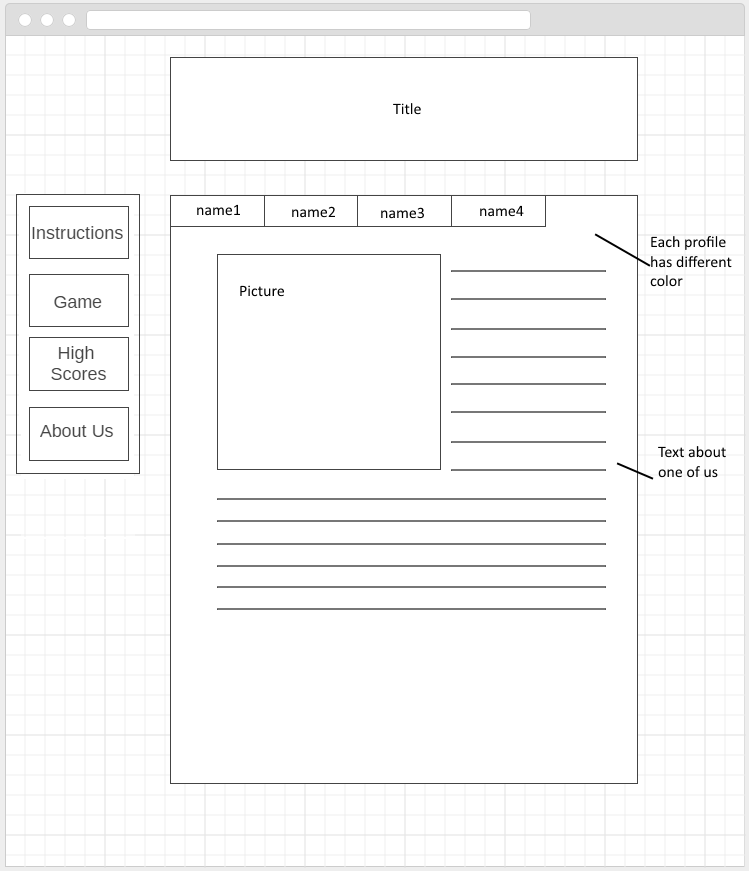 Title
name1
name2
name3
name4
Instructions
Game
High
Scores
About Us
Picture
Each profile
has different
color
Text about
one of us